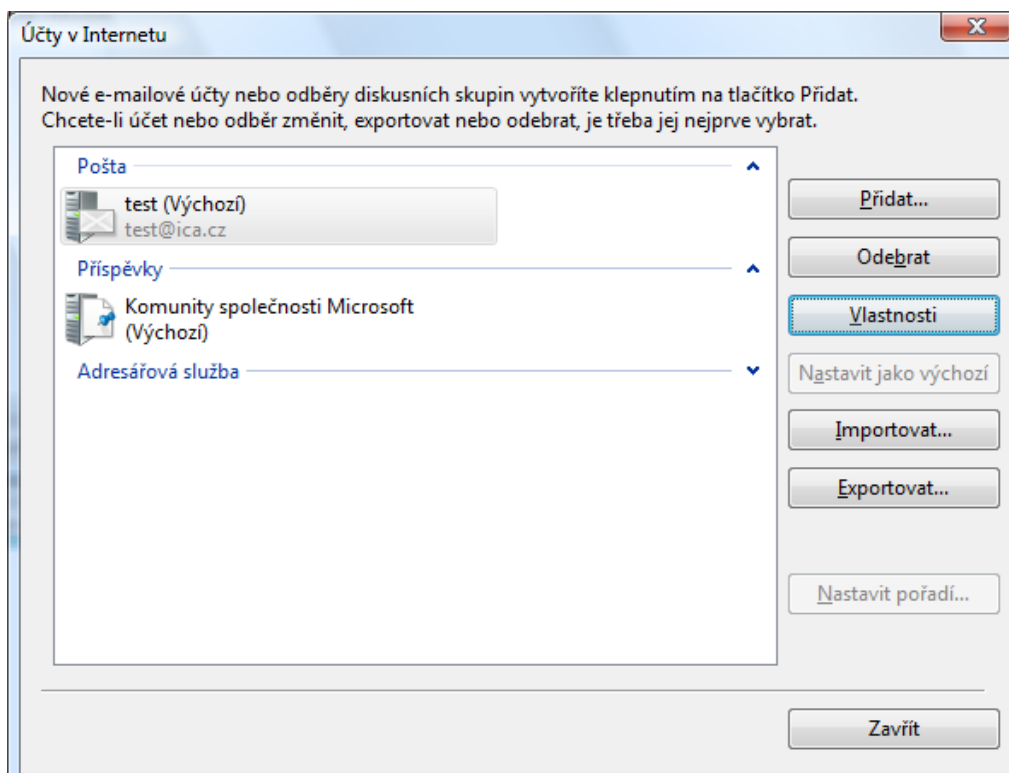 Účty v Internetu
Nové e-mailové účty nebo odběry diskusních skupin vytvoříte klepnutím na tlačítko Přidat.
Chcete-li účet nebo odběr změnit, exportovat nebo odebrat, je třeba jej nejprve vybrat.
Pošta
test (Výchozí)
test@ica.cz
Příspěvky
Komunity společnosti Microsoft
(Výchozí)
Adresářová služba
Přidat...
Odebrat
Vlastnosti
Nastavit jako výchozí
Importovat...
Exportovat...
Nastavit pořadí...
Zavřít